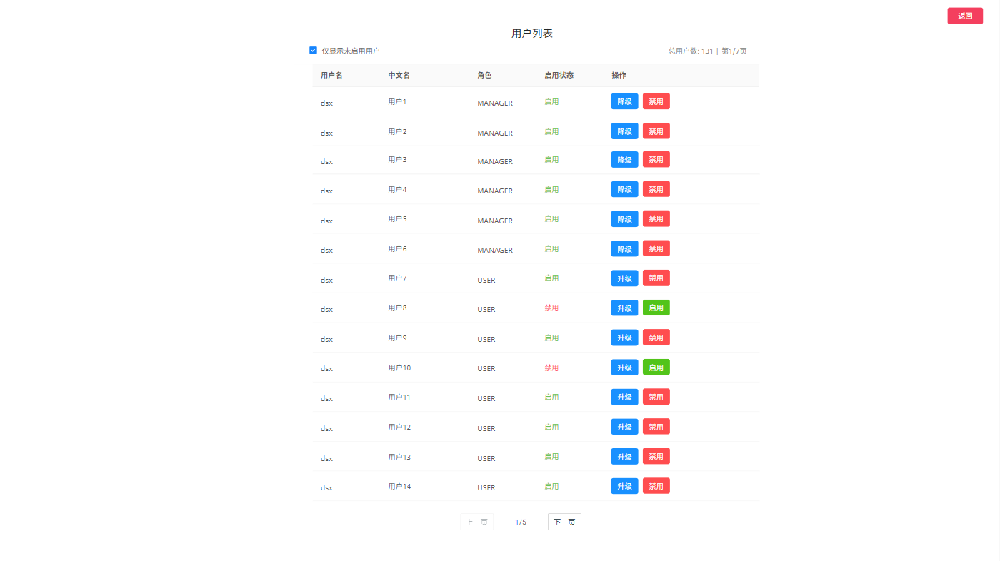 返回
用户列表
仅显示未启用用户 总用户数: 131 | 第1/7页
用户名 中文名 角色 启用状态 操作
dsx 用户1 MANAGER 启用 降级 禁用
dsx 用户2 MANAGER 启用 降级 禁用
dsx 用户3 MANAGER 启用 降级 禁用
dsx 用户4 MANAGER 启用 降级 禁用
dsx 用户5 MANAGER 启用 降级 禁用
dsx 用户6 MANAGER 启用 降级 禁用
dsx 用户7 USER 启用 升级 禁用
dsx 用户8 USER 禁用 升级 启用
dsx 用户9 USER 启用 升级 禁用
dsx 用户10 USER 禁用 升级 启用
dsx 用户11 USER 启用 升级 禁用
dsx 用户12 USER 启用 升级 禁用
dsx 用户13 USER 启用 升级 禁用
dsx 用户14 USER 启用 升级 禁用
上一页 1/5 下一页